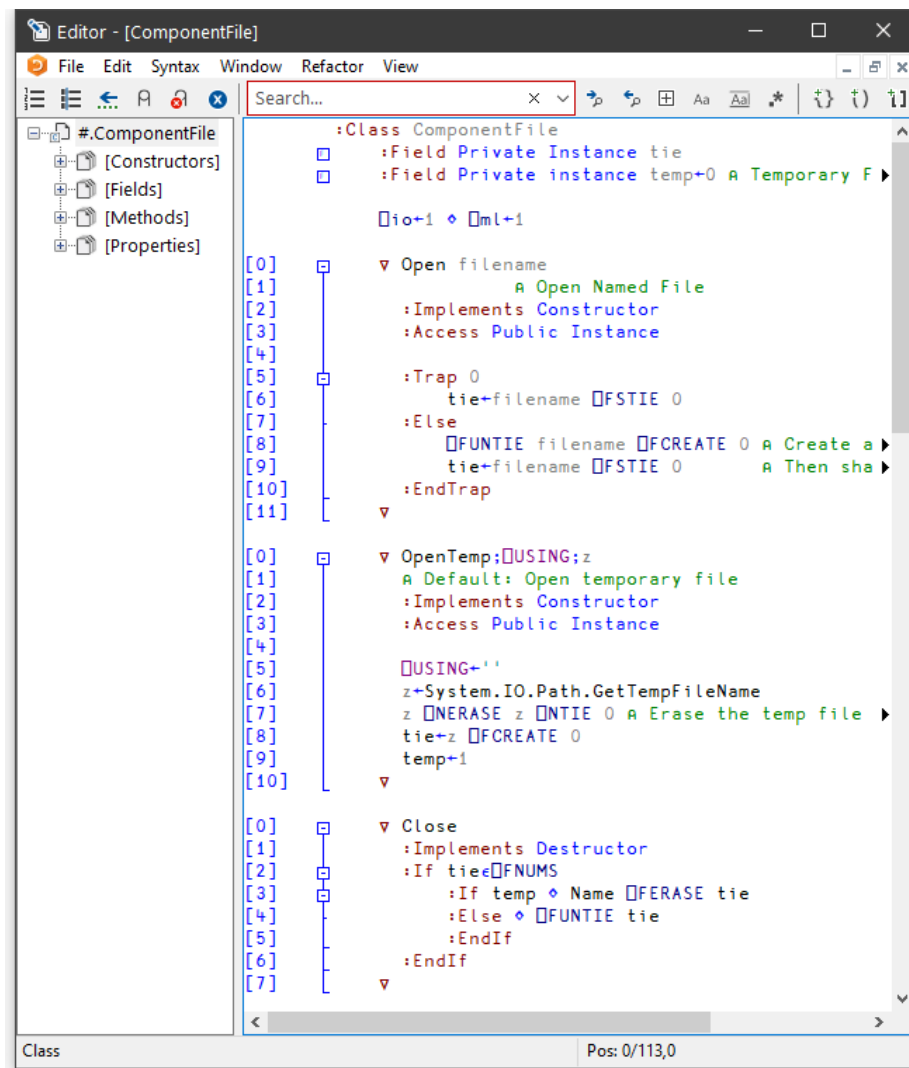 Editor - [ComponentFile]
File Edit Syntax Window Refactor View
Search...
Aa Aa .* {} () []
#.ComponentFile
[Constructors]
[Fields]
[Methods]
[Properties]
:Class ComponentFile
:Field Private Instance tie
:Field Private instance temp←0 ⍝ Temporary F
⎕io←1 ⋄ ⎕ml←1
[0] ∇ Open filename
[1] ⍝ Open Named File
[2] :Implements Constructor
[3] :Access Public Instance
[4]
[5] :Trap 0
[6] tie←filename ⎕FSTIE 0
[7] :Else
[8] ⎕FUNTIE filename ⎕FCREATE 0 ⍝ Create a
[9] tie←filename ⎕FSTIE 0 ⍝ Then sha
[10] :EndTrap
[11] ∇
[0] ∇ OpenTemp;⎕USING;z
[1] ⍝ Default: Open temporary file
[2] :Implements Constructor
[3] :Access Public Instance
[4]
[5] ⎕USING←''
[6] z←System.IO.Path.GetTempFileName
[7] z ⎕NERASE z ⎕NTIE 0 ⍝ Erase the temp file
[8] tie←z ⎕FCREATE 0
[9] temp←1
[10] ∇
[0] ∇ Close
[1] :Implements Destructor
[2] :If tie∊⎕FNUMS
[3] :If temp ⋄ Name ⎕FERASE tie
[4] :Else ⋄ ⎕FUNTIE tie
[5] :EndIf
[6] :EndIf
[7] ∇
Class
Pos: 0/113,0